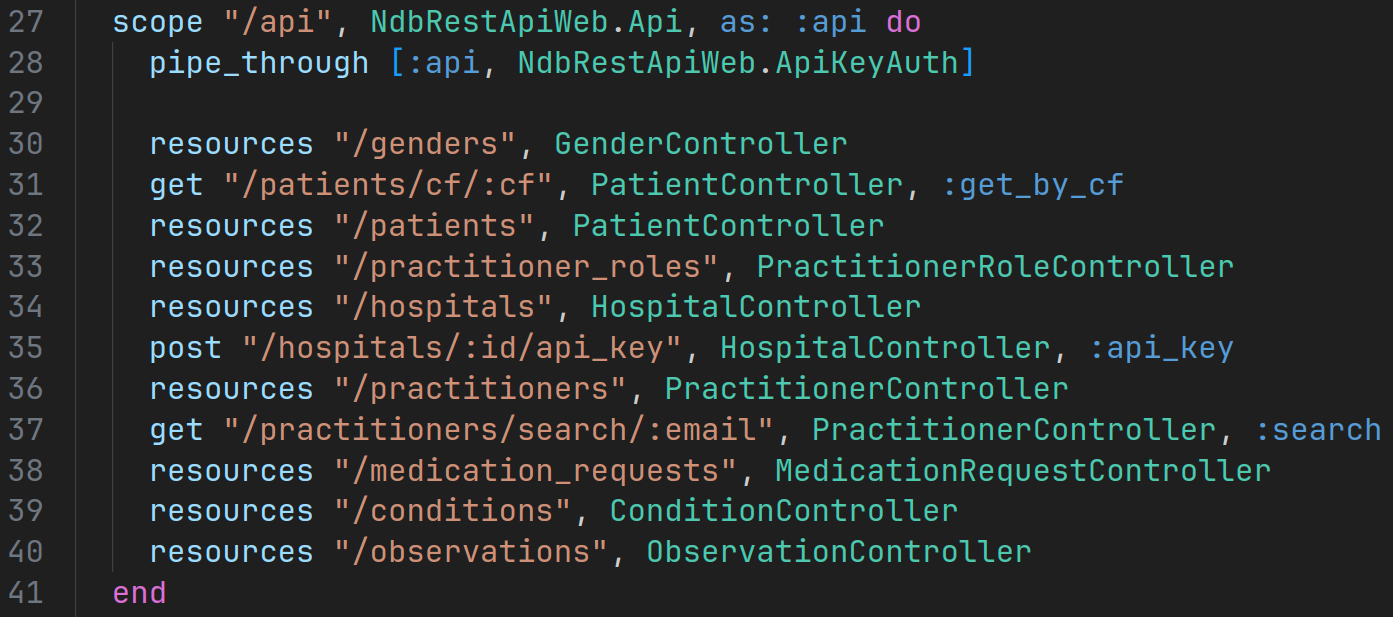 27 scope "/api", NdbRestApiWeb.Api, as: :api do
28 pipe_through [:api, NdbRestApiWeb.ApiKeyAuth]
29
30 resources "/genders", GenderController
31 get "/patients/cf/:cf", PatientController, :get_by_cf
32 resources "/patients", PatientController
33 resources "/practitioner_roles", PractitionerRoleController
34 resources "/hospitals", HospitalController
35 post "/hospitals/:id/api_key", HospitalController, :api_key
36 resources "/practitioners", PractitionerController
37 get "/practitioners/search/:email", PractitionerController, :search
38 resources "/medication_requests", MedicationRequestController
39 resources "/conditions", ConditionController
40 resources "/observations", ObservationController
41 end